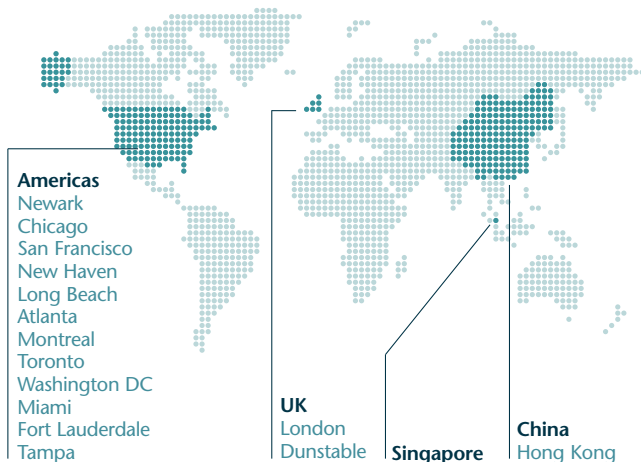 Americas
Newark
Chicago
San Francisco
New Haven
Long Beach
Atlanta
Montreal
Toronto
Washington DC
Miami
Fort Lauderdale
Tampa
UK
London
Dunstable
Singapore
China
Hong Kong